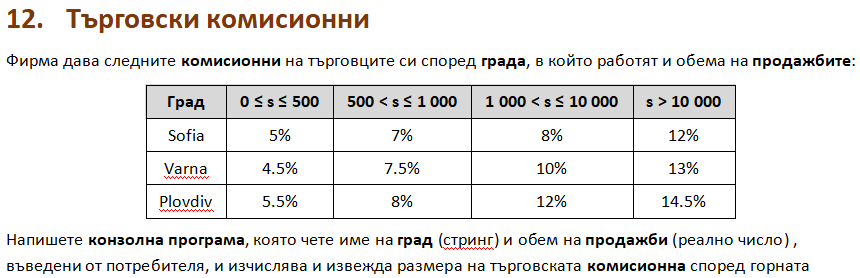 12. Търговски комисионни
Фирма дава следните комисионни на търговците си според града, в който работят и обема на продажбите:
Град 0 ≤ s ≤ 500 500 < s ≤ 1 000 1 000 < s ≤ 10 000 s > 10 000
Sofia 5% 7% 8% 12%
Varna 4.5% 7.5% 10% 13%
Plovdiv 5.5% 8% 12% 14.5%
Напишете конзолна програма, която чете име на град (стринг) и обем на продажби (реално число) ,
въведени от потребителя, и изчислява и извежда размера на търговската комисионна според горната